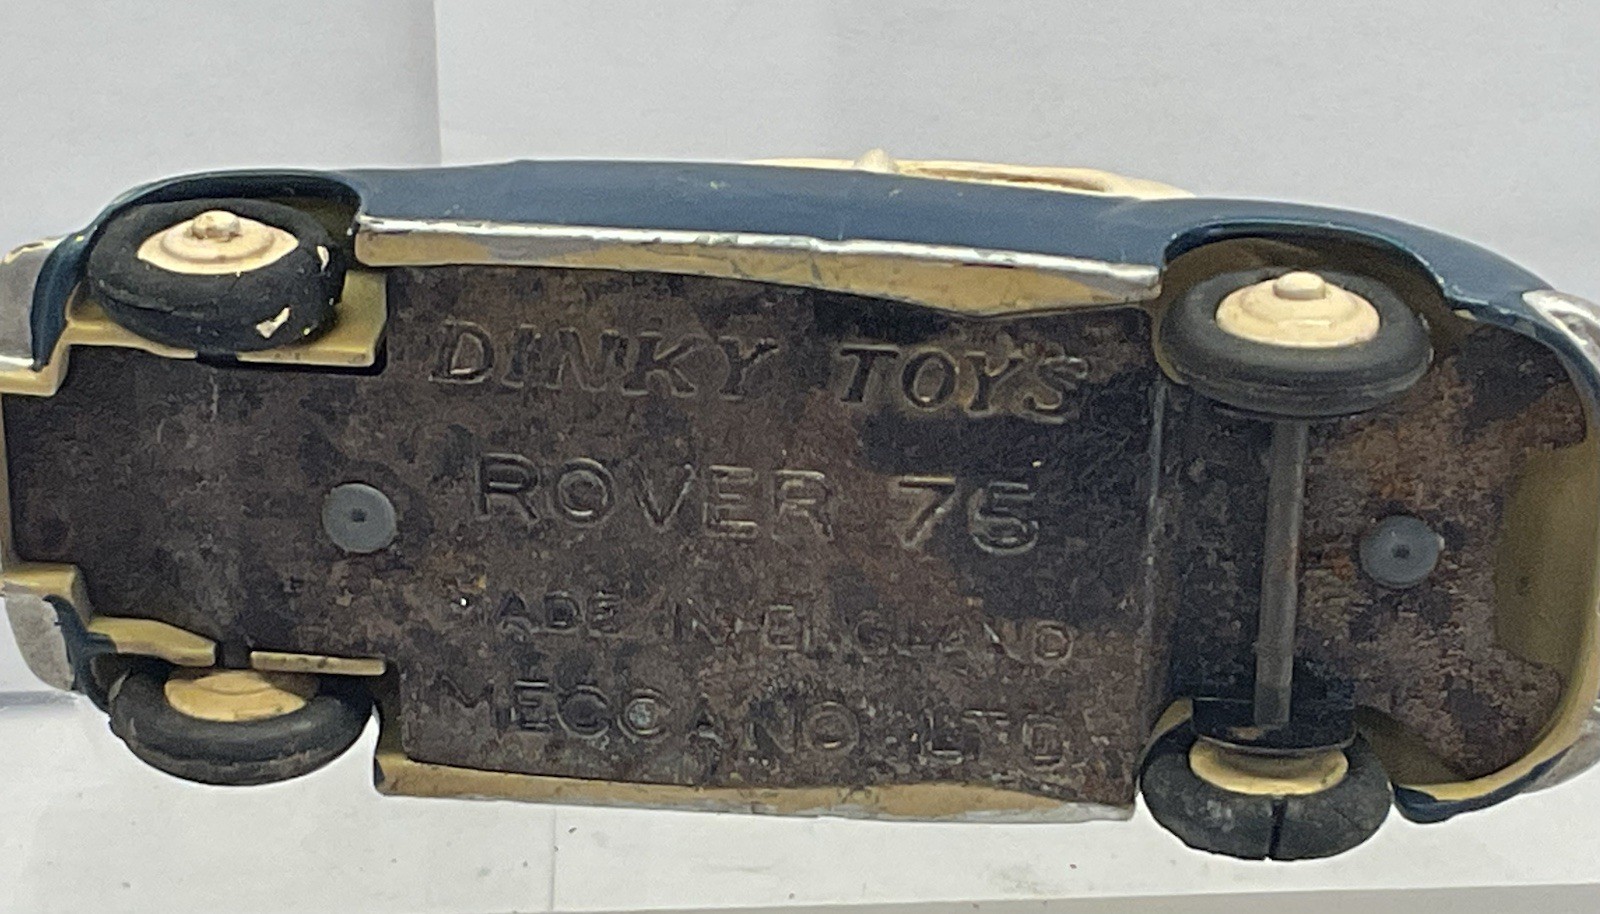 DINKY TOYS
ROVER 75
MADE IN ENGLAND
MECCANO LTD